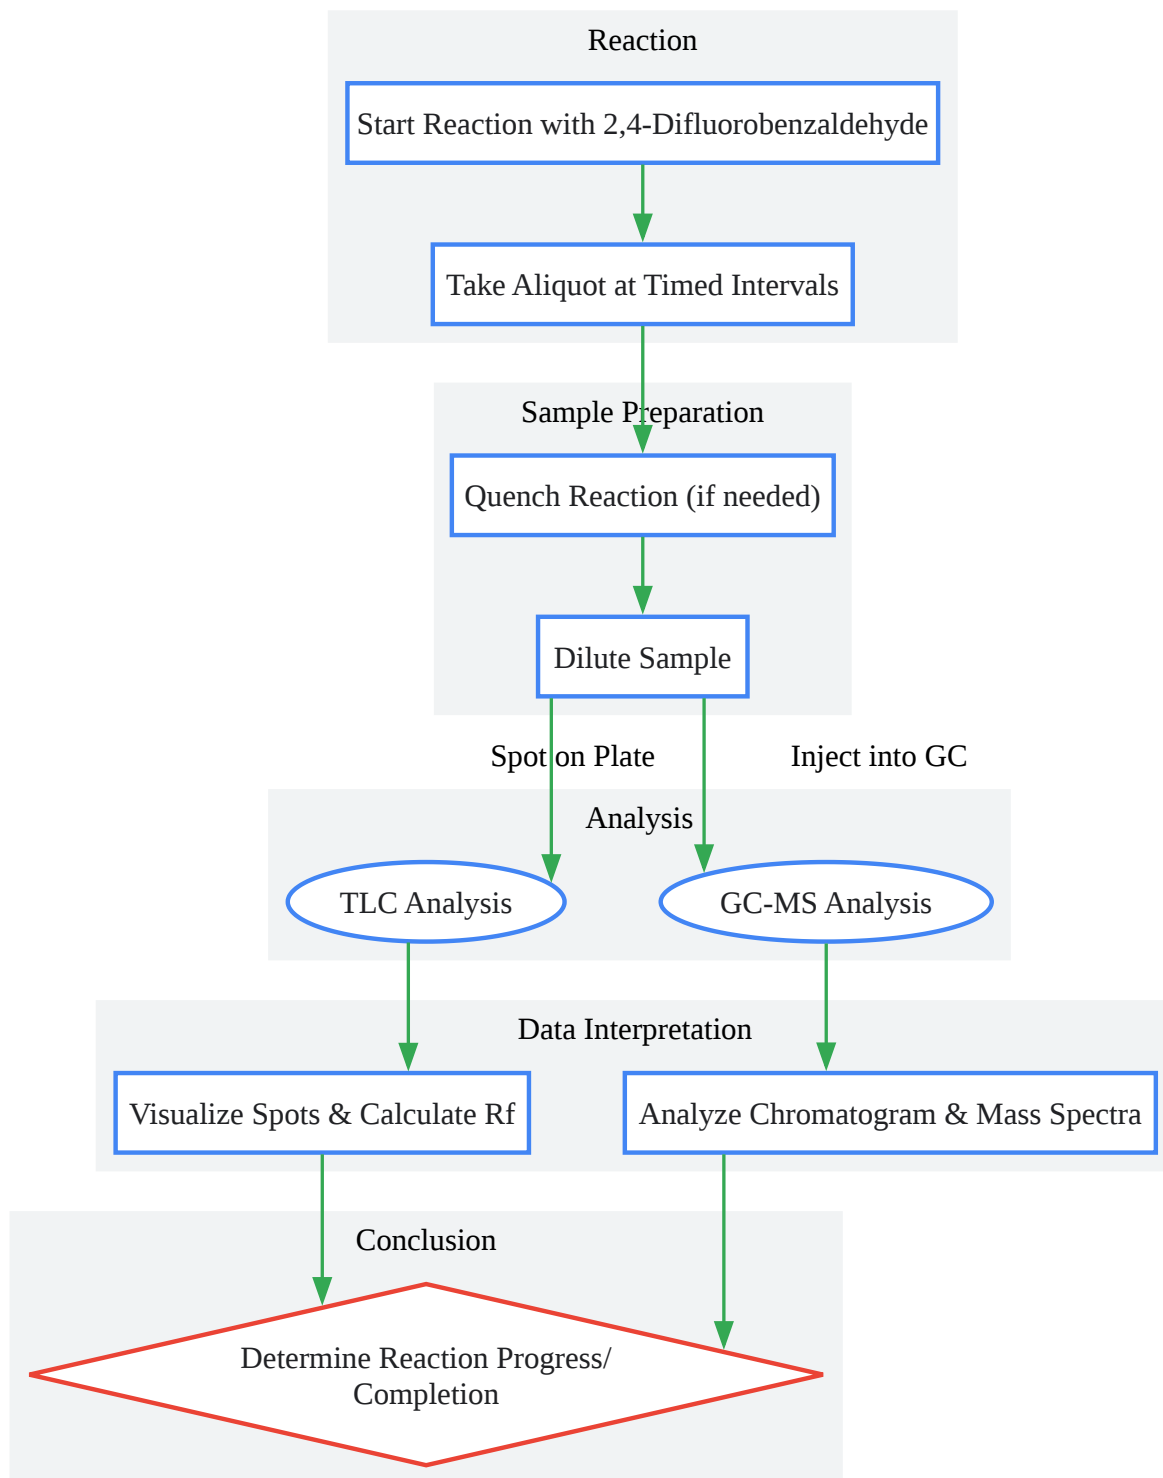 Reaction
Start Reaction with 2,4-Difluorobenzaldehyde
Take Aliquot at Timed Intervals
Sample Preparation
Quench Reaction (if needed)
Dilute Sample
Spot on Plate
Inject into GC
Analysis
TLC Analysis
GC-MS Analysis
Data Interpretation
Visualize Spots & Calculate Rf
Analyze Chromatogram & Mass Spectra
Conclusion
Determine Reaction Progress/
Completion